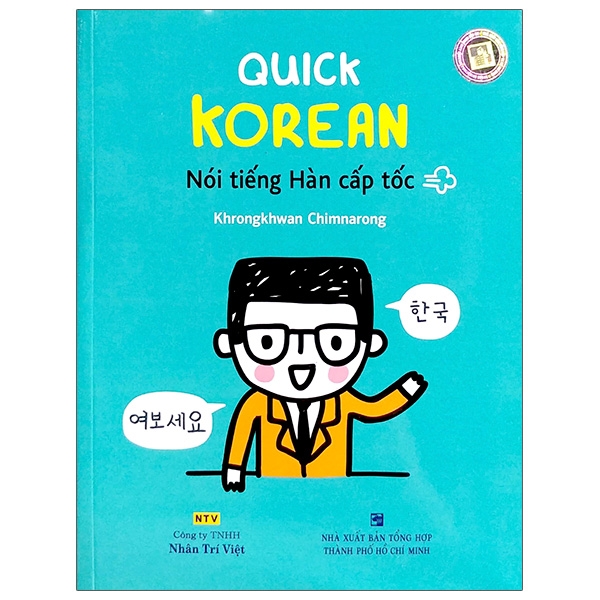 QUICK
KOREAN
Nói tiếng Hàn cấp tốc
Khrongkhwan Chimnarong
한국
여보세요
NTV
Công ty TNHH
Nhân Trí Việt
NHÀ XUẤT BẢN TỔNG HỢP
THÀNH PHỐ HỒ CHÍ MINH